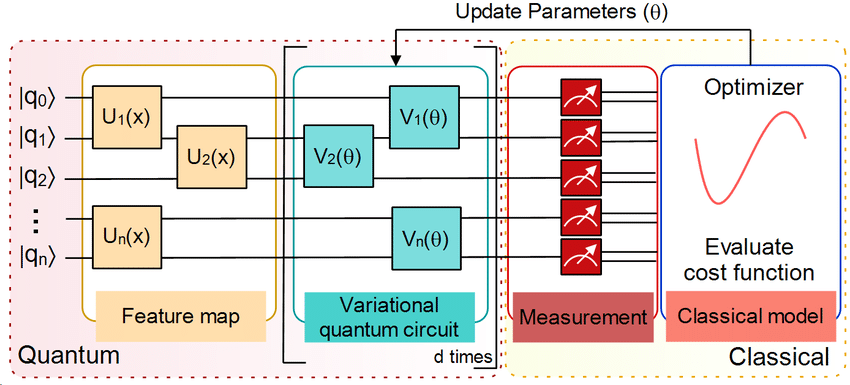 Update Parameters (θ)
|q₀⟩
|q₁⟩
|q₂⟩
⋮
|qₙ⟩
U₁(x)
U₂(x)
Uₙ(x)
V₁(θ)
V₂(θ)
Vₙ(θ)
Optimizer
Evaluate
cost function
Feature map
Variational
quantum circuit
Measurement
Classical model
Quantum
d times
Classical